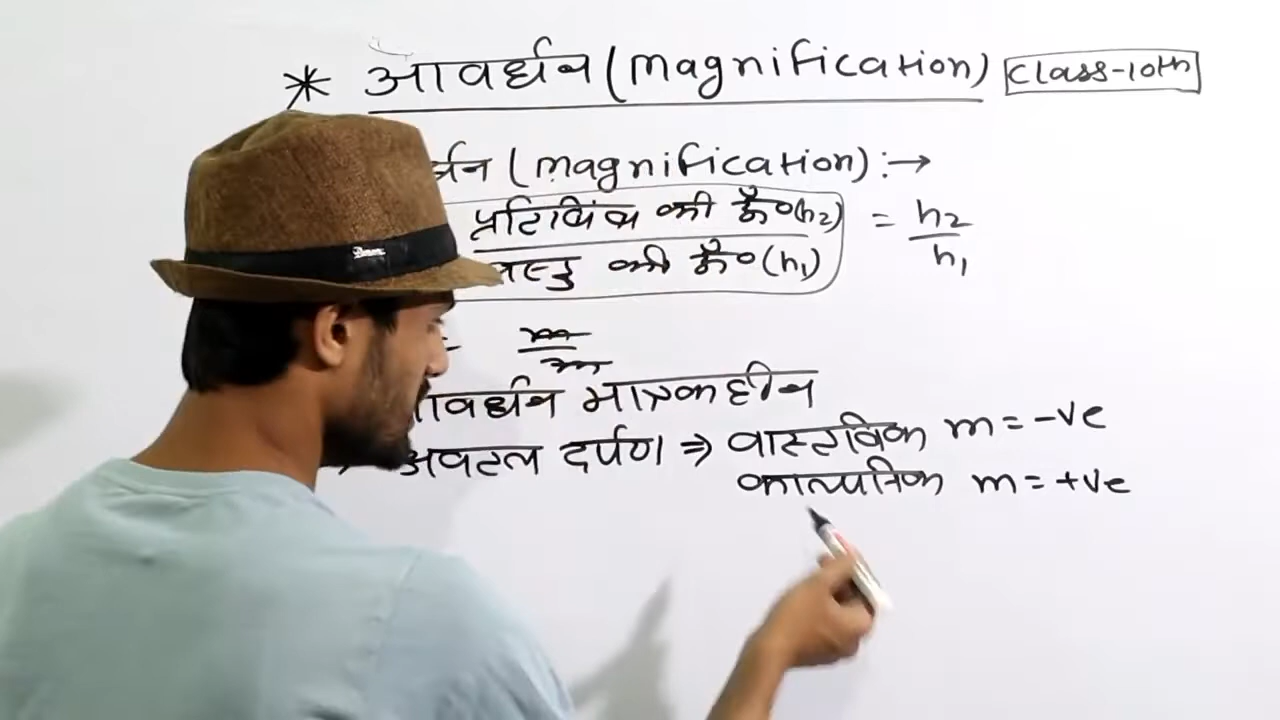 * आवर्धन (magnification) Class-10th
र्धन (magnification) :→
प्रतिबिंब की ऊँ०(h2) = h2
वस्तु की ऊँ०(h1) h1
m
m
आवर्धन मात्रकहीन
अवतल दर्पण ⇒ वास्तविक m = -ve
काल्पनिक m = +ve